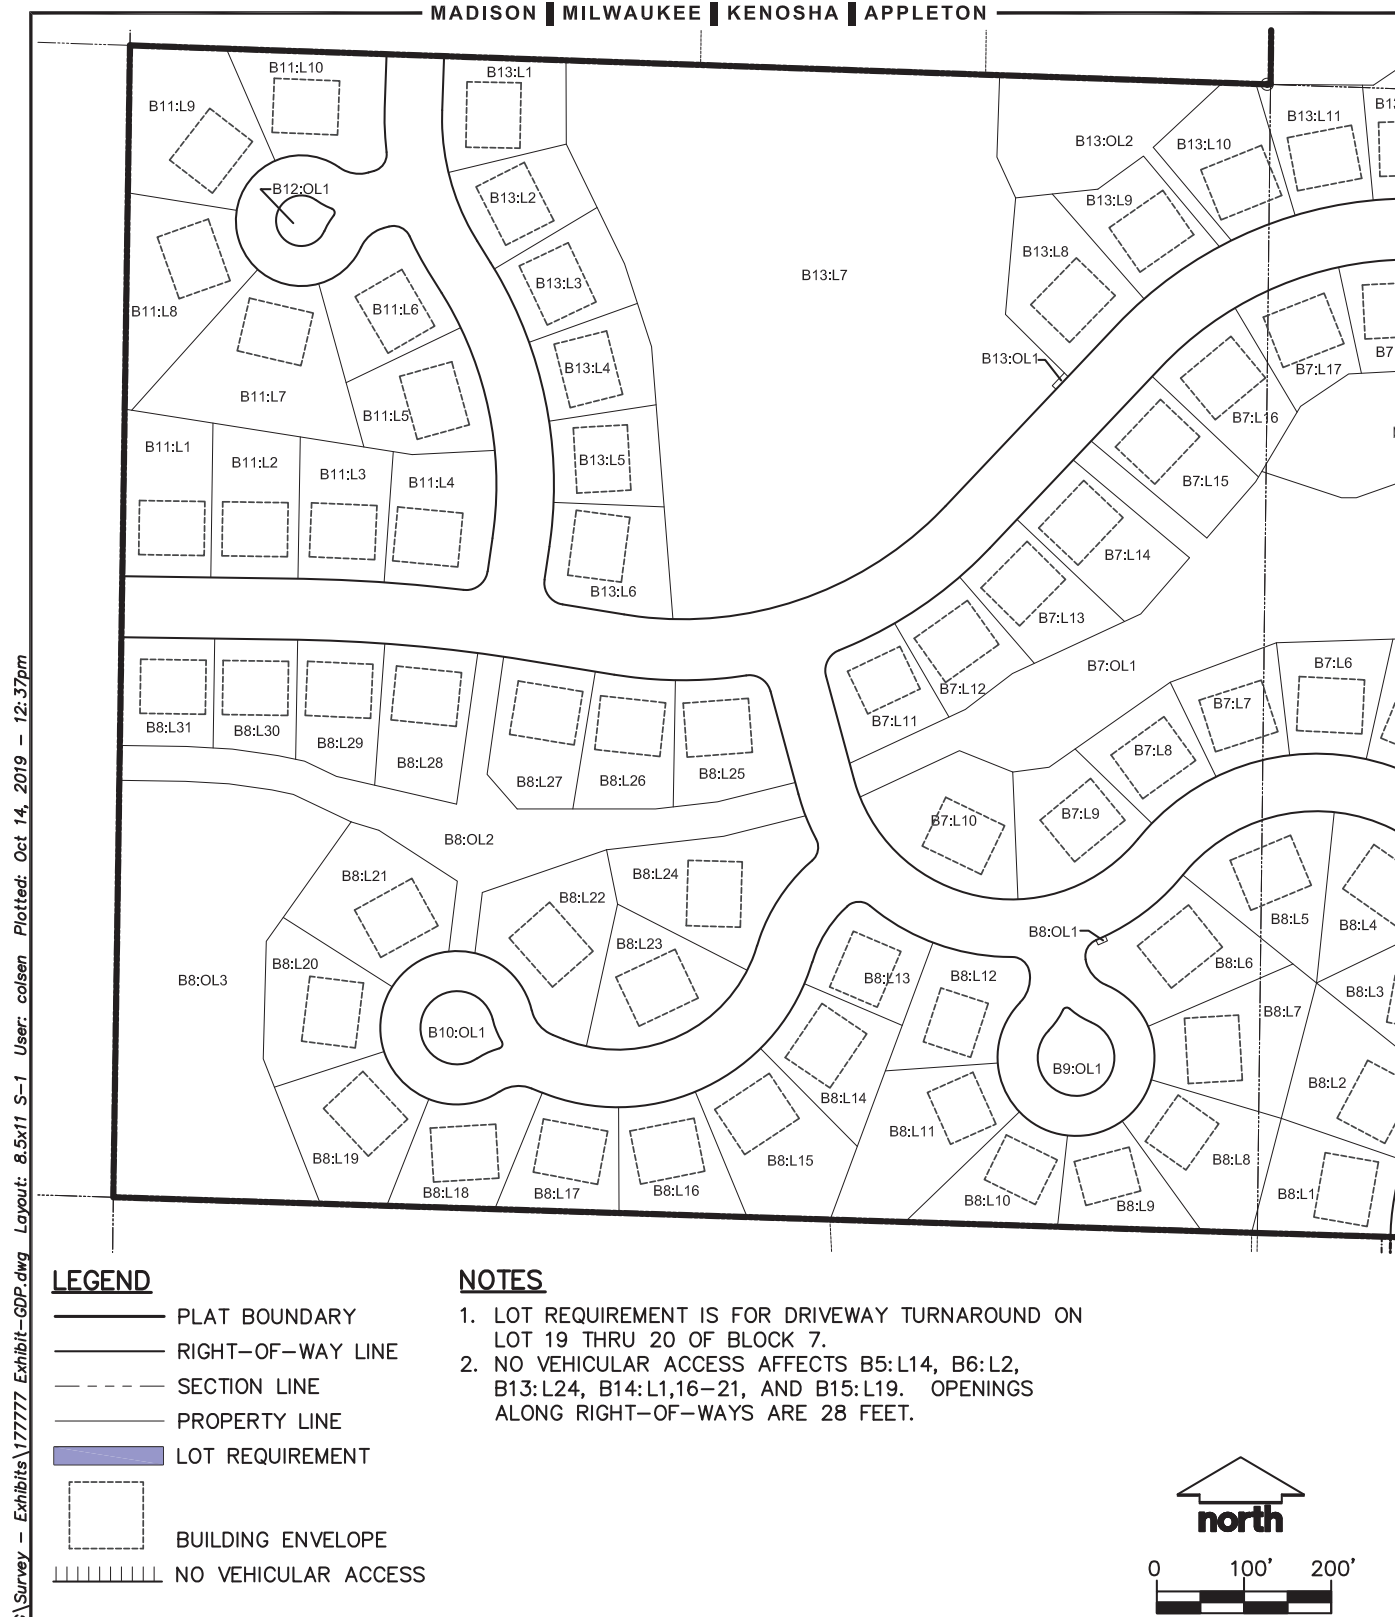 MADISON ▌ MILWAUKEE ▌ KENOSHA ▌ APPLETON
B11:L10
B13:L1
B11:L9
B13:L11
B13:OL2
B13:L10
B12:OL1
B13:L2
B13:L9
B13:L8
B13:L7
B13:L3
B11:L8
B11:L6
B13:OL1
B13:L4
B7:L17
B11:L7
B11:L5
B7:L16
B11:L1
B11:L2
B11:L3
B11:L4
B13:L5
B7:L15
B7:L14
B13:L6
B7:L13
B7:OL1
B7:L6
B7:L12
B7:L7
B7:L11
B8:L31
B8:L30
B8:L29
B8:L28
B8:L27
B8:L26
B8:L25
B7:L8
B7:L10
B7:L9
B8:OL2
B8:L21
B8:L24
B8:L22
B8:L5
B8:L4
B8:OL1
B8:L23
B8:L20
B8:OL3
B8:L13
B8:L12
B8:L6
B8:L3
B8:L7
B10:OL1
B9:OL1
B8:L2
B8:L14
B8:L11
B8:L19
B8:L15
B8:L8
B8:L18
B8:L17
B8:L16
B8:L10
B8:L9
B8:L1
Survey - Exhibits\177777 Exhibit-GDP.dwg Layout: 8.5x11 S-1 User: colsen Plotted: Oct 14, 2019 - 12:37pm
LEGEND
PLAT BOUNDARY
RIGHT-OF-WAY LINE
SECTION LINE
PROPERTY LINE
LOT REQUIREMENT
BUILDING ENVELOPE
NO VEHICULAR ACCESS
NOTES
1. LOT REQUIREMENT IS FOR DRIVEWAY TURNAROUND ON
LOT 19 THRU 20 OF BLOCK 7.
2. NO VEHICULAR ACCESS AFFECTS B5:L14, B6:L2,
B13:L24, B14:L1,16-21, AND B15:L19. OPENINGS
ALONG RIGHT-OF-WAYS ARE 28 FEET.
north
0 100' 200'